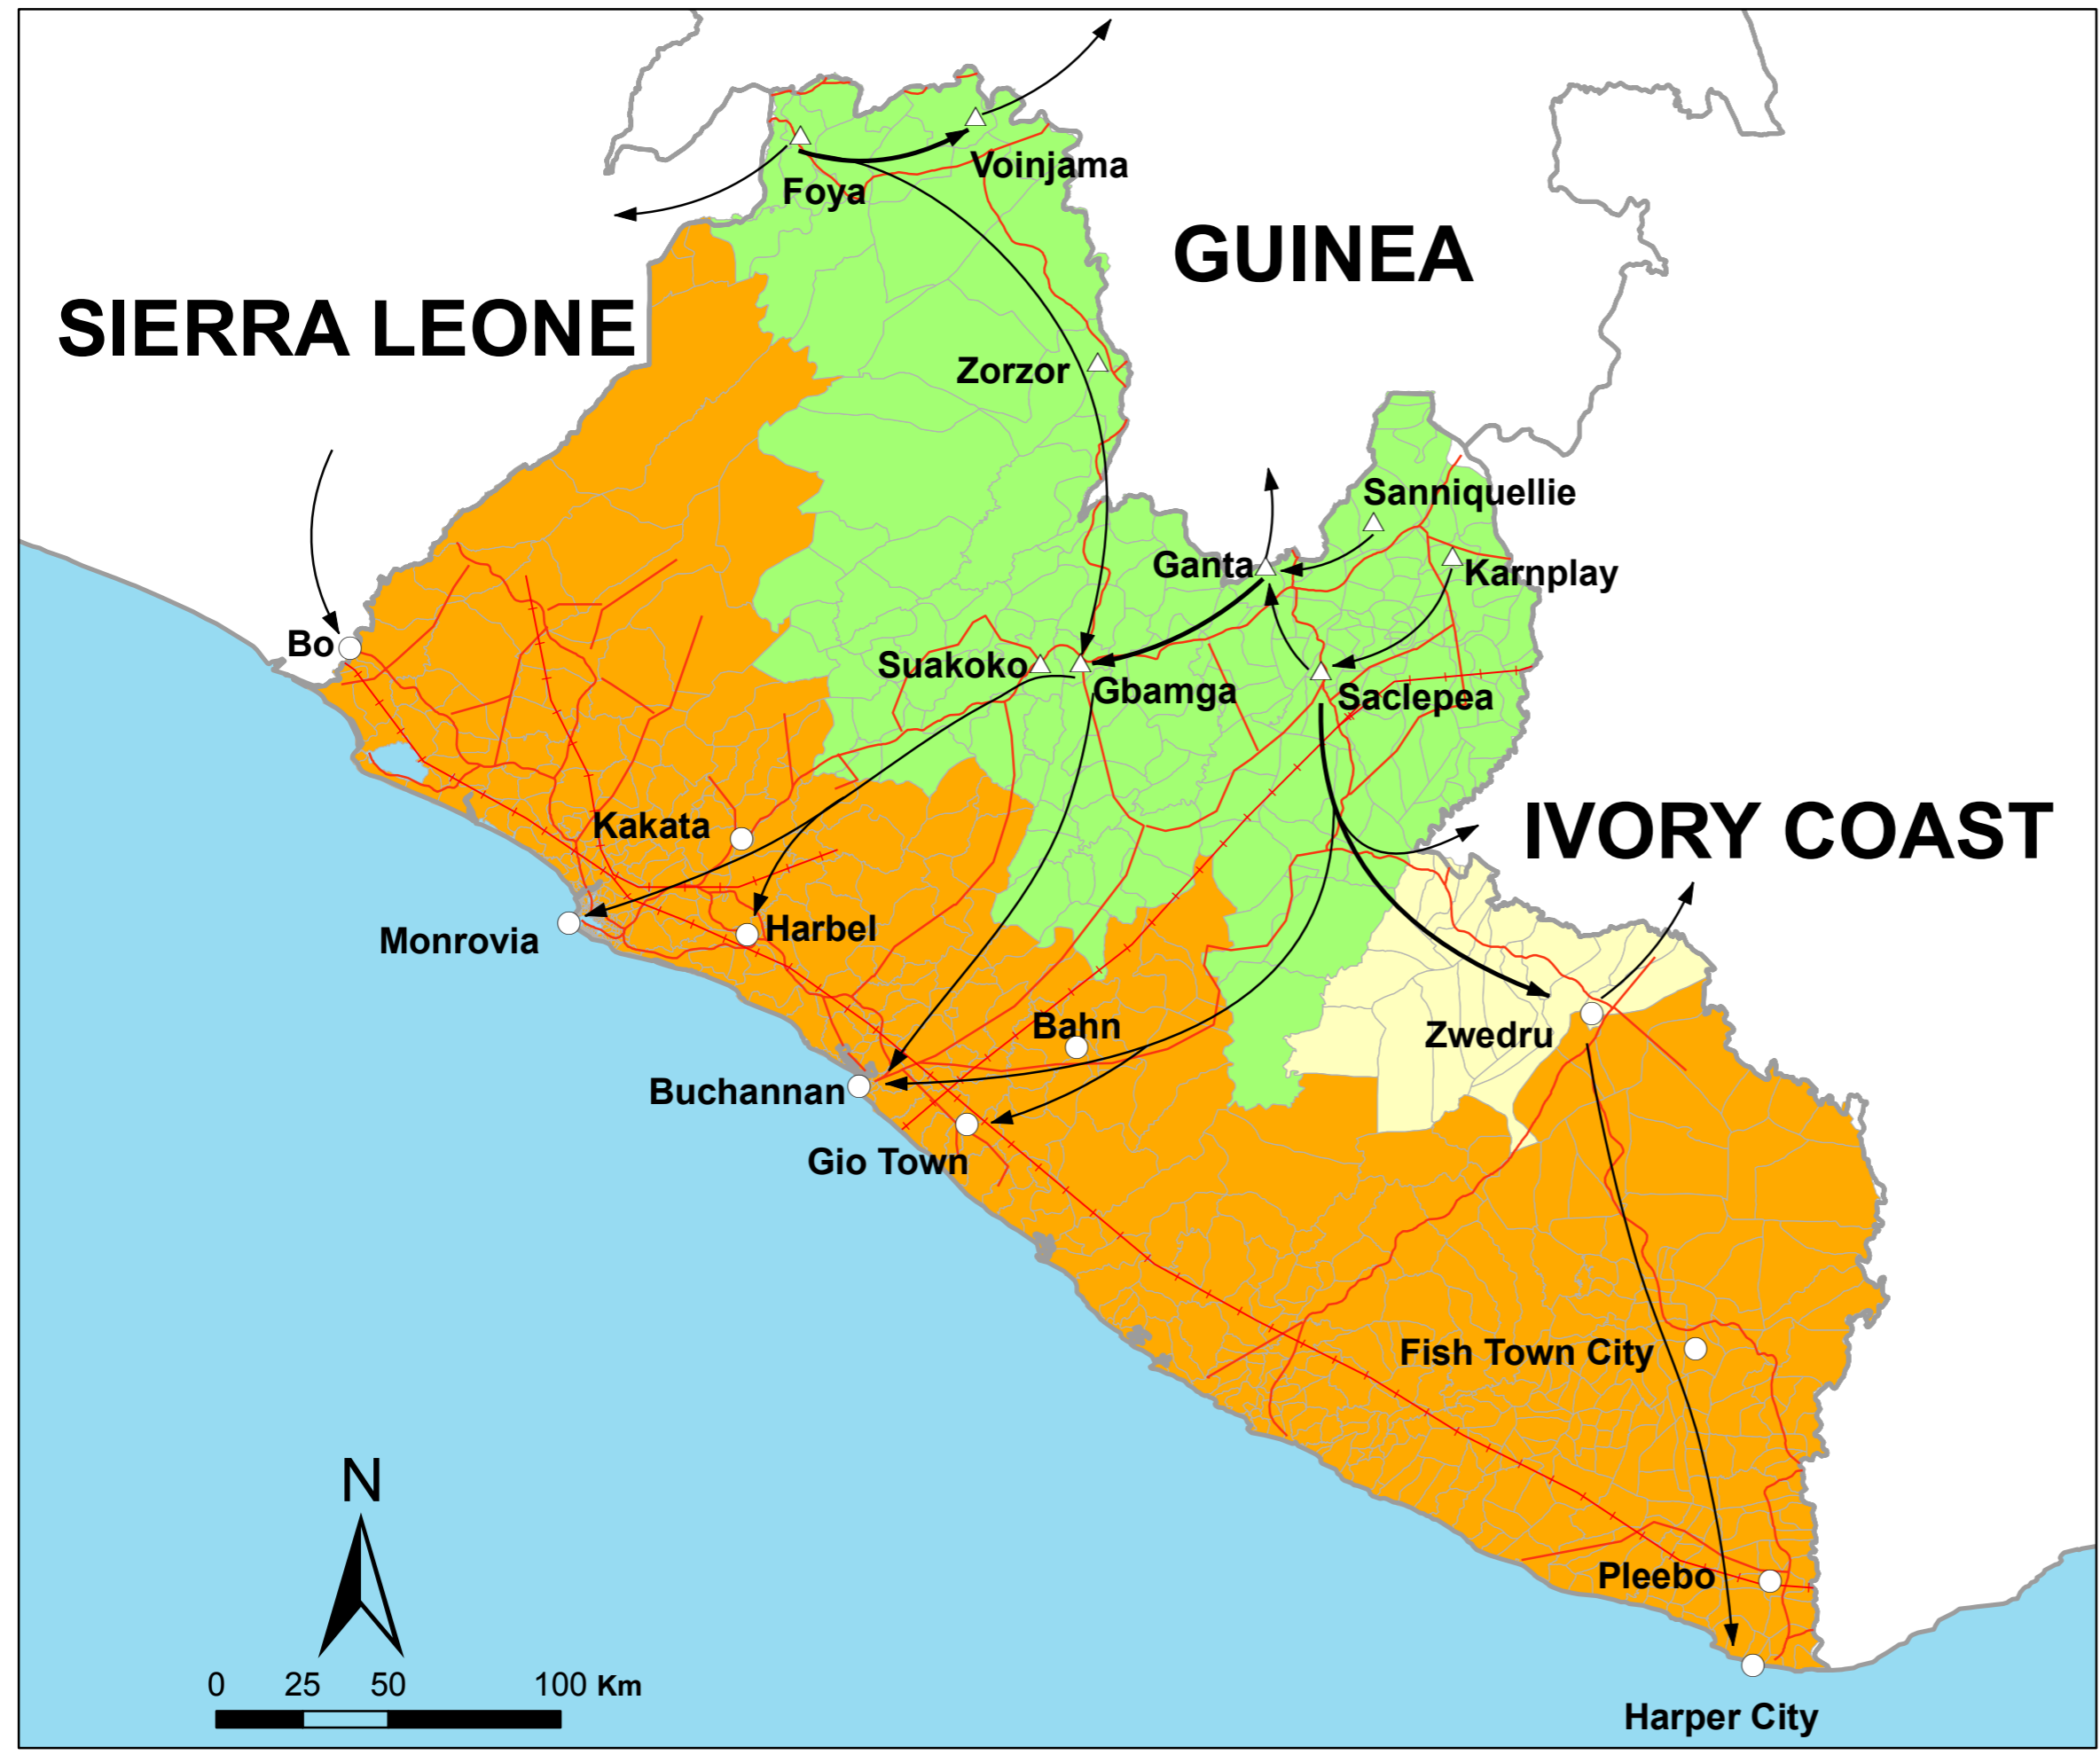 Voinjama
Foya
GUINEA
SIERRA LEONE
Zorzor
Sanniquellie
Ganta
Karnplay
Bo
Suakoko
Gbamga
Saclepea
IVORY COAST
Kakata
Harbel
Monrovia
Bahn
Zwedru
Buchannan
Gio Town
Fish Town City
N
Pleebo
0 25 50 100 Km
Harper City